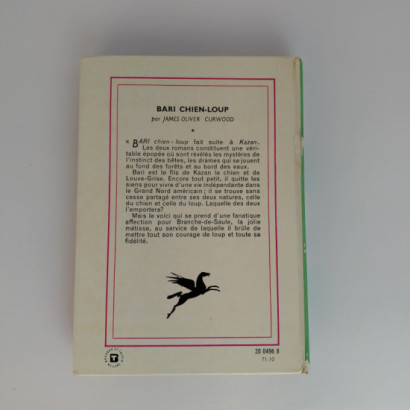 BARI CHIEN-LOUP
par JAMES OLIVER CURWOOD
*
« BARI chien-loup fait suite à Kazan.
Les deux romans constituent une véri-
table épopée où sont révélés les mystères de
l'instinct des bêtes, les drames qui se jouent
au fond des forêts et au bord des eaux.
Bari est le fils de Kazan le chien et de
Louve-Grise. Encore tout petit, il quitte les
siens pour vivre d'une vie indépendante dans
le Grand Nord américain ; il se trouve sans
cesse partagé entre ses deux natures, celle
du chien et celle du loup. Laquelle des deux
l'emportera?
Mais le voici qui se prend d'une fanatique
affection pour Branche-de-Saule, la jolie
métisse, au service de laquelle il brûle de
mettre tout son courage de loup et toute sa
fidélité.
20 0496 8
71-10
T